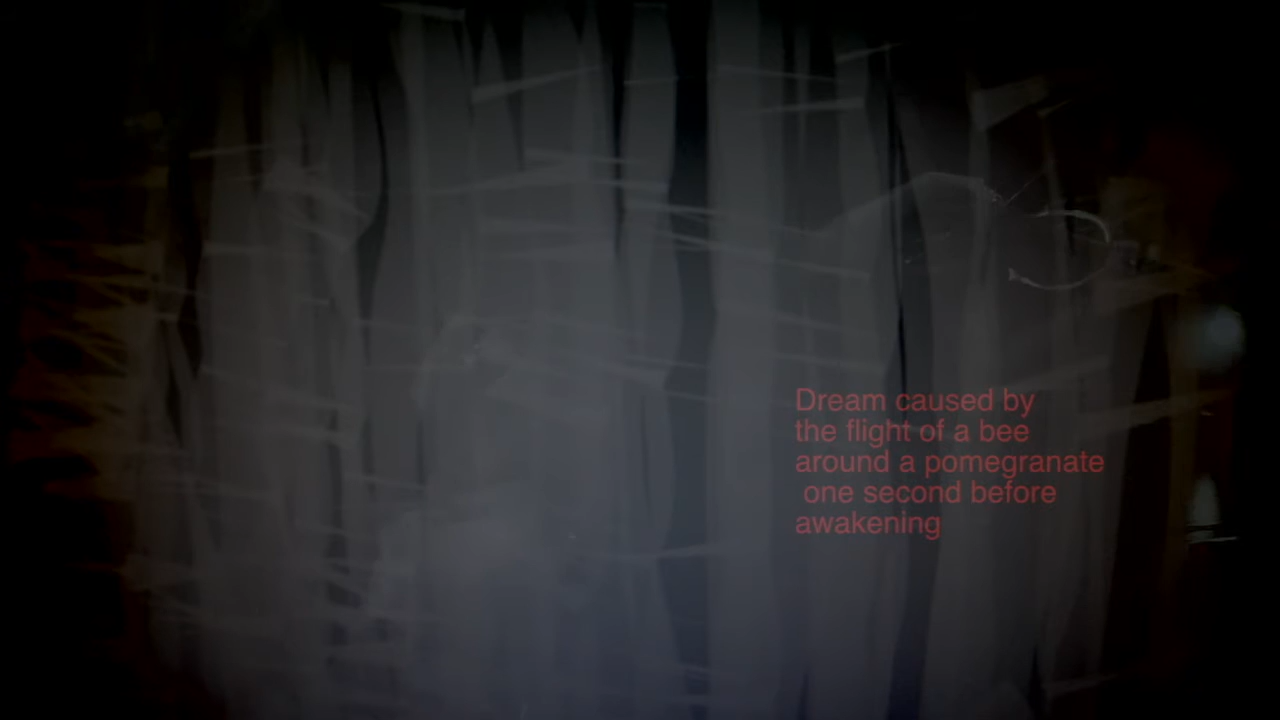 Dream caused by
the flight of a bee
around a pomegranate
one second before
awakening